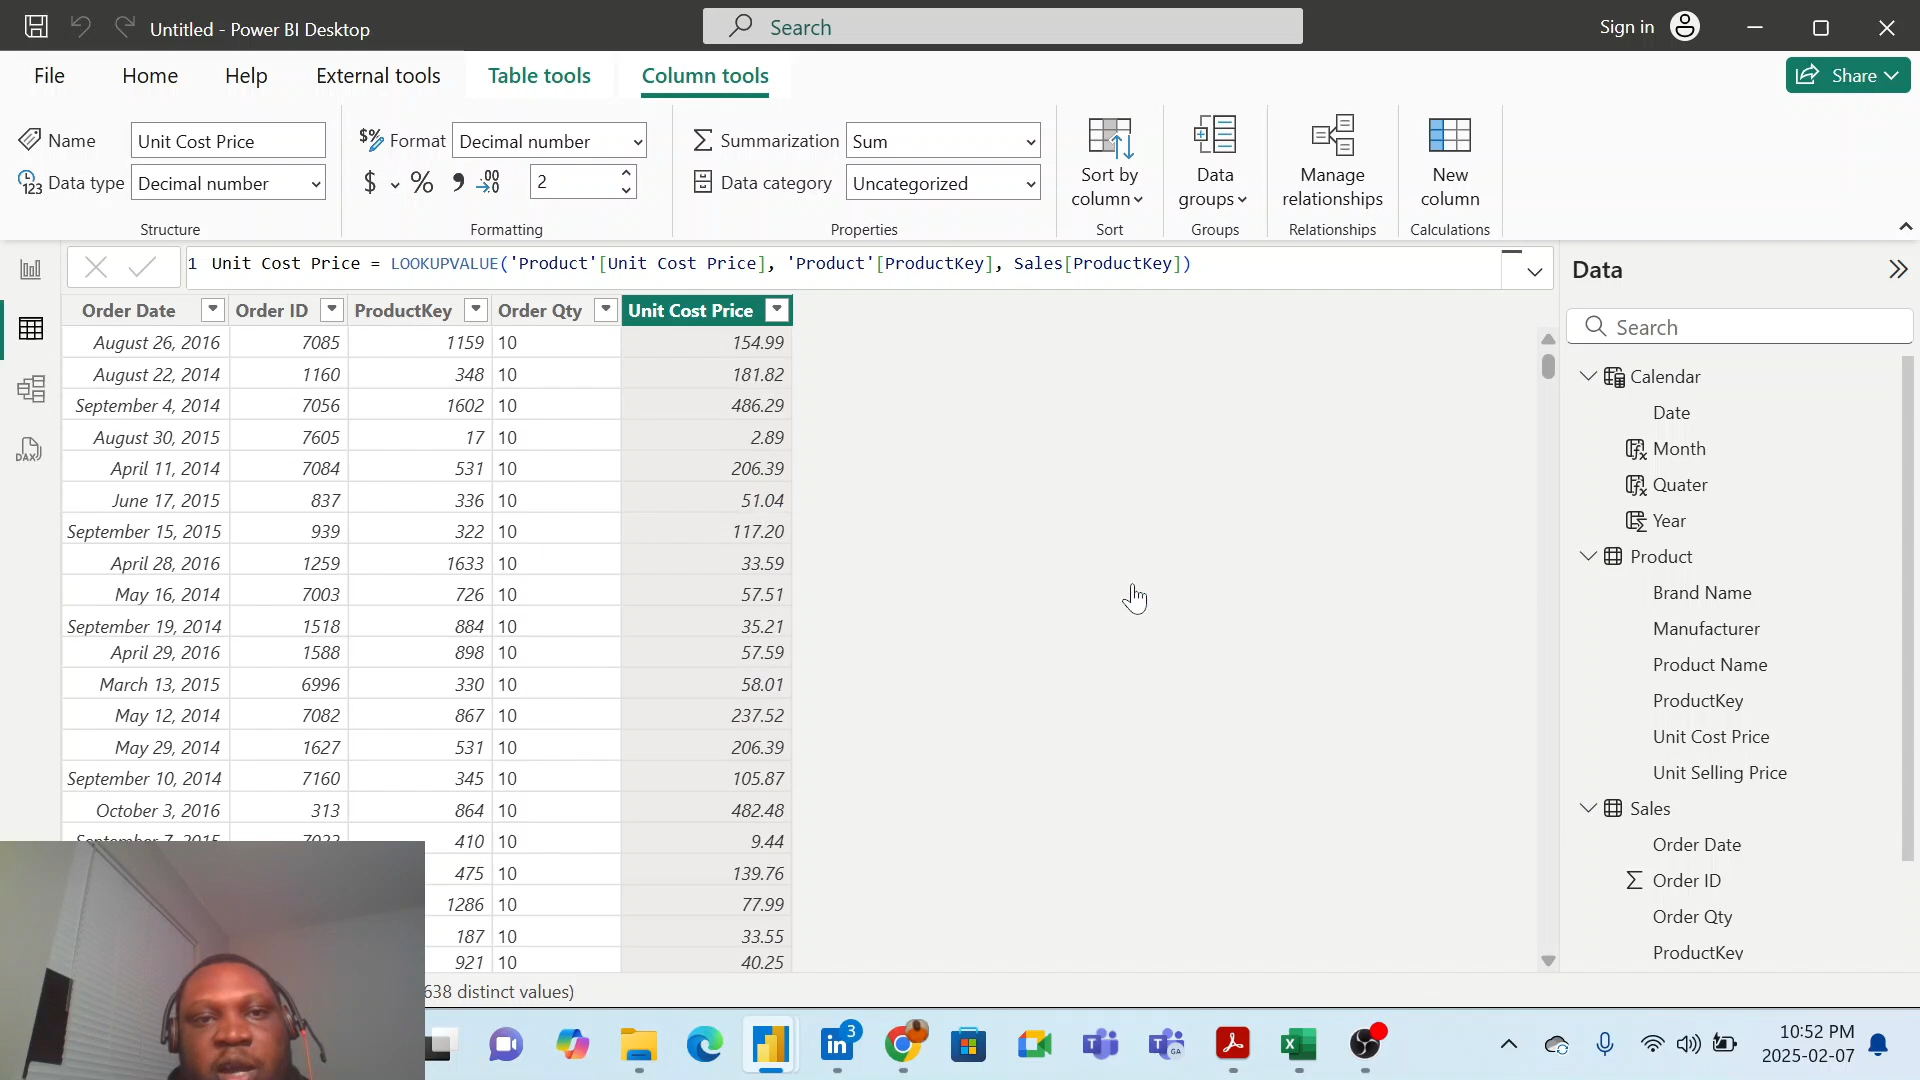 Untitled - Power BI Desktop
Search
Sign in
File
Home
Help
External tools
Table tools
Column tools
Share
Name
Unit Cost Price
$% Format
Decimal number
Summarization
Sum
123 Data type
Decimal number
$
%
,
.00
2
Data category
Uncategorized
Sort by
column
Data
groups
Manage
relationships
New
column
Structure
Formatting
Properties
Sort
Groups
Relationships
Calculations
1 Unit Cost Price = LOOKUPVALUE('Product'[Unit Cost Price], 'Product'[ProductKey], Sales[ProductKey])
DAX
Order Date Order ID ProductKey Order Qty Unit Cost Price
August 26, 2016 7085 1159 10 154.99
August 22, 2014 1160 348 10 181.82
September 4, 2014 7056 1602 10 486.29
August 30, 2015 7605 17 10 2.89
April 11, 2014 7084 531 10 206.39
June 17, 2015 837 336 10 51.04
September 15, 2015 939 322 10 117.20
April 28, 2016 1259 1633 10 33.59
May 16, 2014 7003 726 10 57.51
September 19, 2014 1518 884 10 35.21
April 29, 2016 1588 898 10 57.59
March 13, 2015 6996 330 10 58.01
May 12, 2014 7082 867 10 237.52
May 29, 2014 1627 531 10 206.39
September 10, 2014 7160 345 10 105.87
October 3, 2016 313 864 10 482.48
410 10 9.44
475 10 139.76
1286 10 77.99
187 10 33.55
921 10 40.25
638 distinct values)
Data
Search
Calendar
Date
Month
Quater
Year
Product
Brand Name
Manufacturer
Product Name
ProductKey
Unit Cost Price
Unit Selling Price
Sales
Order Date
Order ID
Order Qty
ProductKey
in
3
GA
10:52 PM
2025-02-07